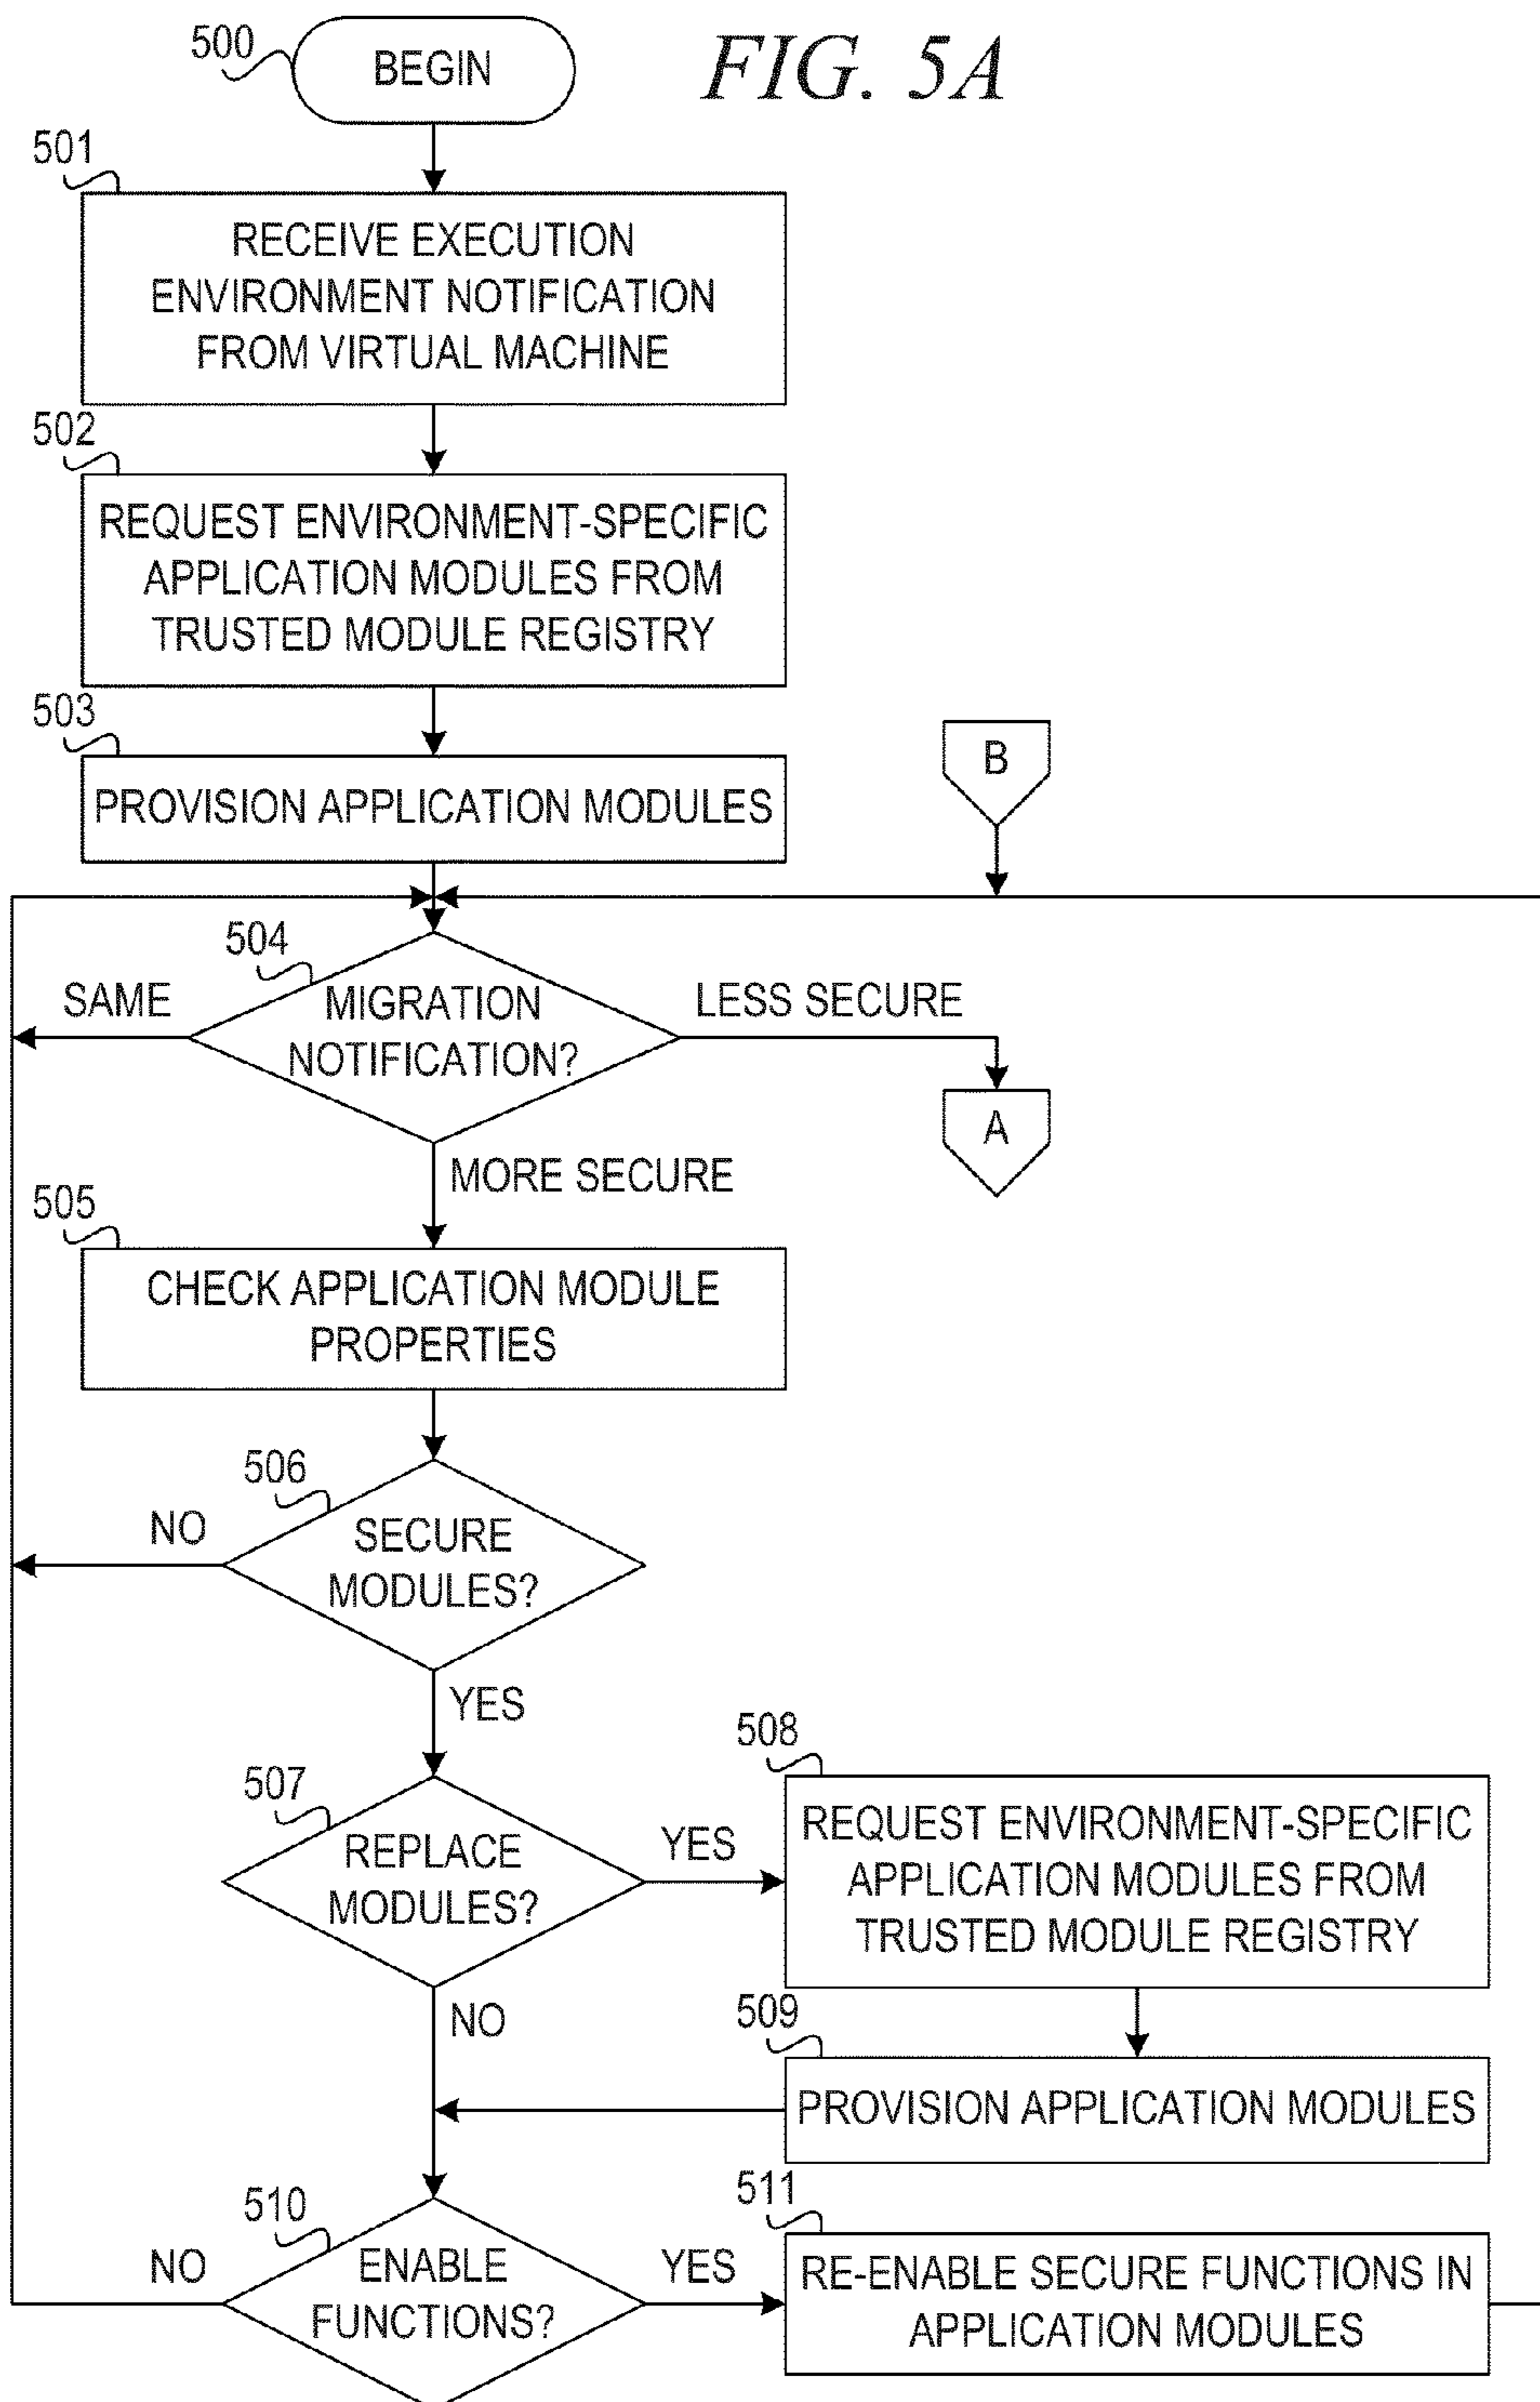 500
BEGIN
FIG. 5A
501
RECEIVE EXECUTION
ENVIRONMENT NOTIFICATION
FROM VIRTUAL MACHINE
502
REQUEST ENVIRONMENT-SPECIFIC
APPLICATION MODULES FROM
TRUSTED MODULE REGISTRY
503
PROVISION APPLICATION MODULES
B
504
MIGRATION
NOTIFICATION?
SAME
LESS SECURE
A
MORE SECURE
505
CHECK APPLICATION MODULE
PROPERTIES
506
SECURE
MODULES?
NO
YES
507
REPLACE
MODULES?
YES
508
REQUEST ENVIRONMENT-SPECIFIC
APPLICATION MODULES FROM
TRUSTED MODULE REGISTRY
NO
509
PROVISION APPLICATION MODULES
510
ENABLE
FUNCTIONS?
NO
YES
511
RE-ENABLE SECURE FUNCTIONS IN
APPLICATION MODULES